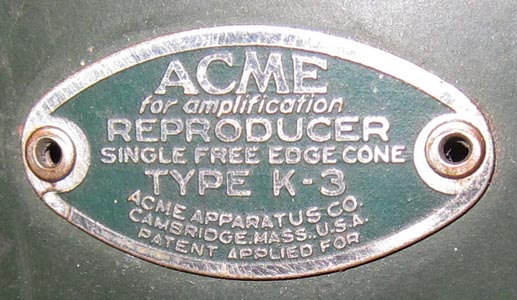 ACME
for amplification
REPRODUCER
SINGLE FREE EDGE CONE
TYPE K-3
ACME APPARATUS CO.
CAMBRIDGE, MASS., U.S.A.
PATENT APPLIED FOR